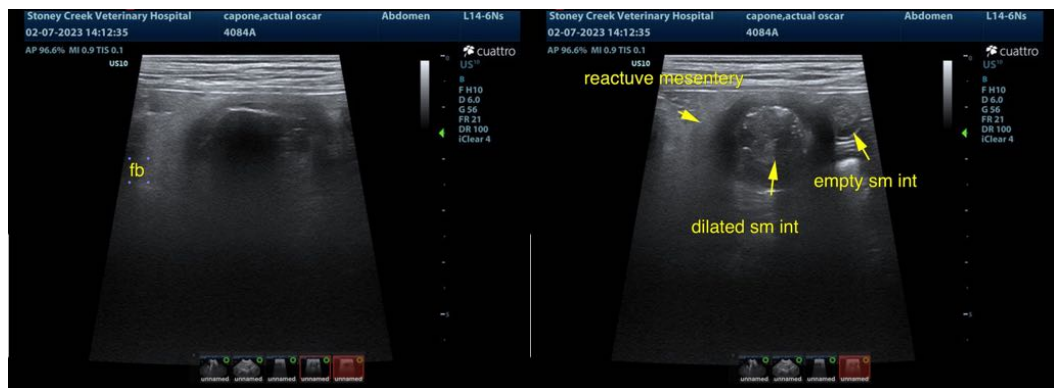 Stoney Creek Veterinary Hospital capone,actual oscar Abdomen L14-6Ns
02-07-2023 14:12:35 4084A
AP 96.6% MI 0.9 TIS 0.1
US10
cuattro
US¹⁰
B
F H10
D 6.0
G 56
FR 21
DR 100
iClear 4
0
5
fb
unnamed unnamed unnamed unnamed unnamed
Stoney Creek Veterinary Hospital capone,actual oscar Abdomen L14-6Ns
02-07-2023 14:12:35 4084A
AP 96.6% MI 0.9 TIS 0.1
US10
cuattro
US¹⁰
B
F H10
D 6.0
G 56
FR 21
DR 100
iClear 4
0
5
reactuve mesentery
empty sm int
dilated sm int
unnamed unnamed unnamed unnamed